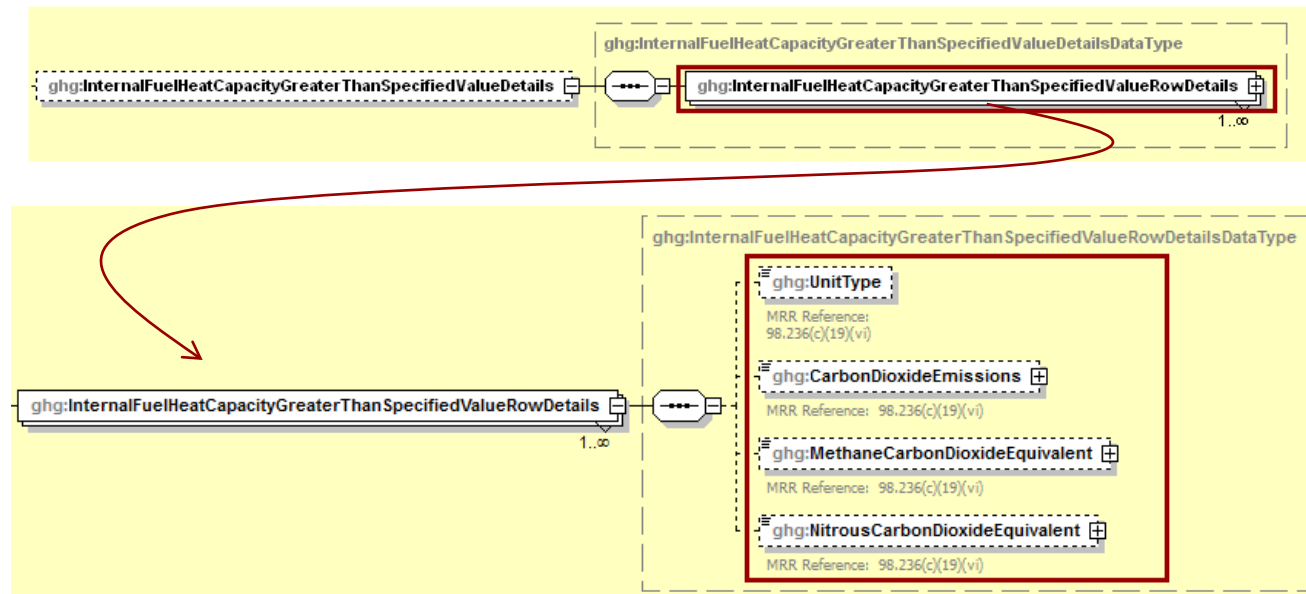 ghg:InternalFuelHeatCapacityGreaterThanSpecifiedValueDetailsDataType
ghg:InternalFuelHeatCapacityGreaterThanSpecifiedValueDetails
ghg:InternalFuelHeatCapacityGreaterThanSpecifiedValueRowDetails
1..∞
ghg:InternalFuelHeatCapacityGreaterThanSpecifiedValueRowDetailsDataType
ghg:UnitType
MRR Reference:
98.236(c)(19)(vi)
ghg:CarbonDioxideEmissions
MRR Reference: 98.236(c)(19)(vi)
ghg:InternalFuelHeatCapacityGreaterThanSpecifiedValueRowDetails
1..∞
ghg:MethaneCarbonDioxideEquivalent
MRR Reference: 98.236(c)(19)(vi)
ghg:NitrousCarbonDioxideEquivalent
MRR Reference: 98.236(c)(19)(vi)